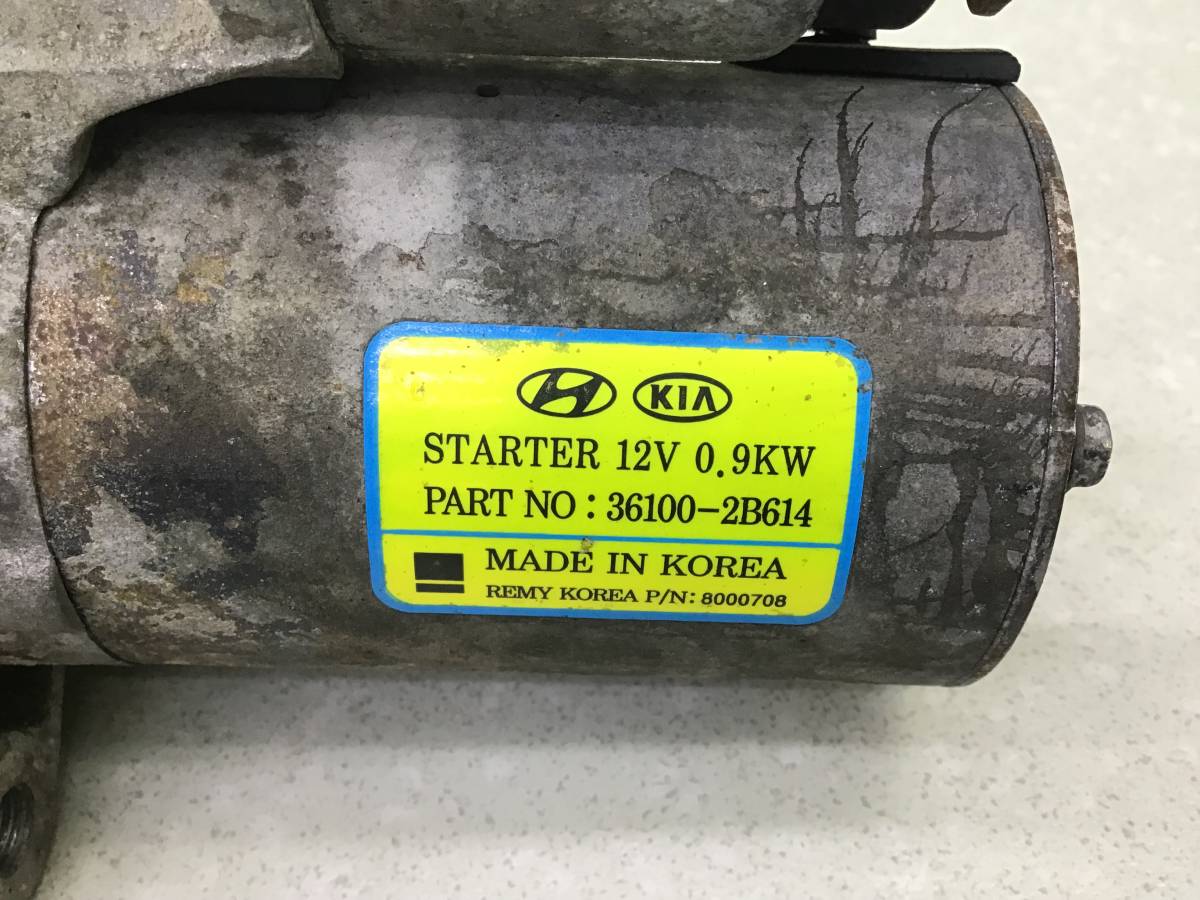 KIA
STARTER 12V 0.9KW
PART NO : 36100-2B614
MADE IN KOREA
REMY KOREA P/N: 8000708